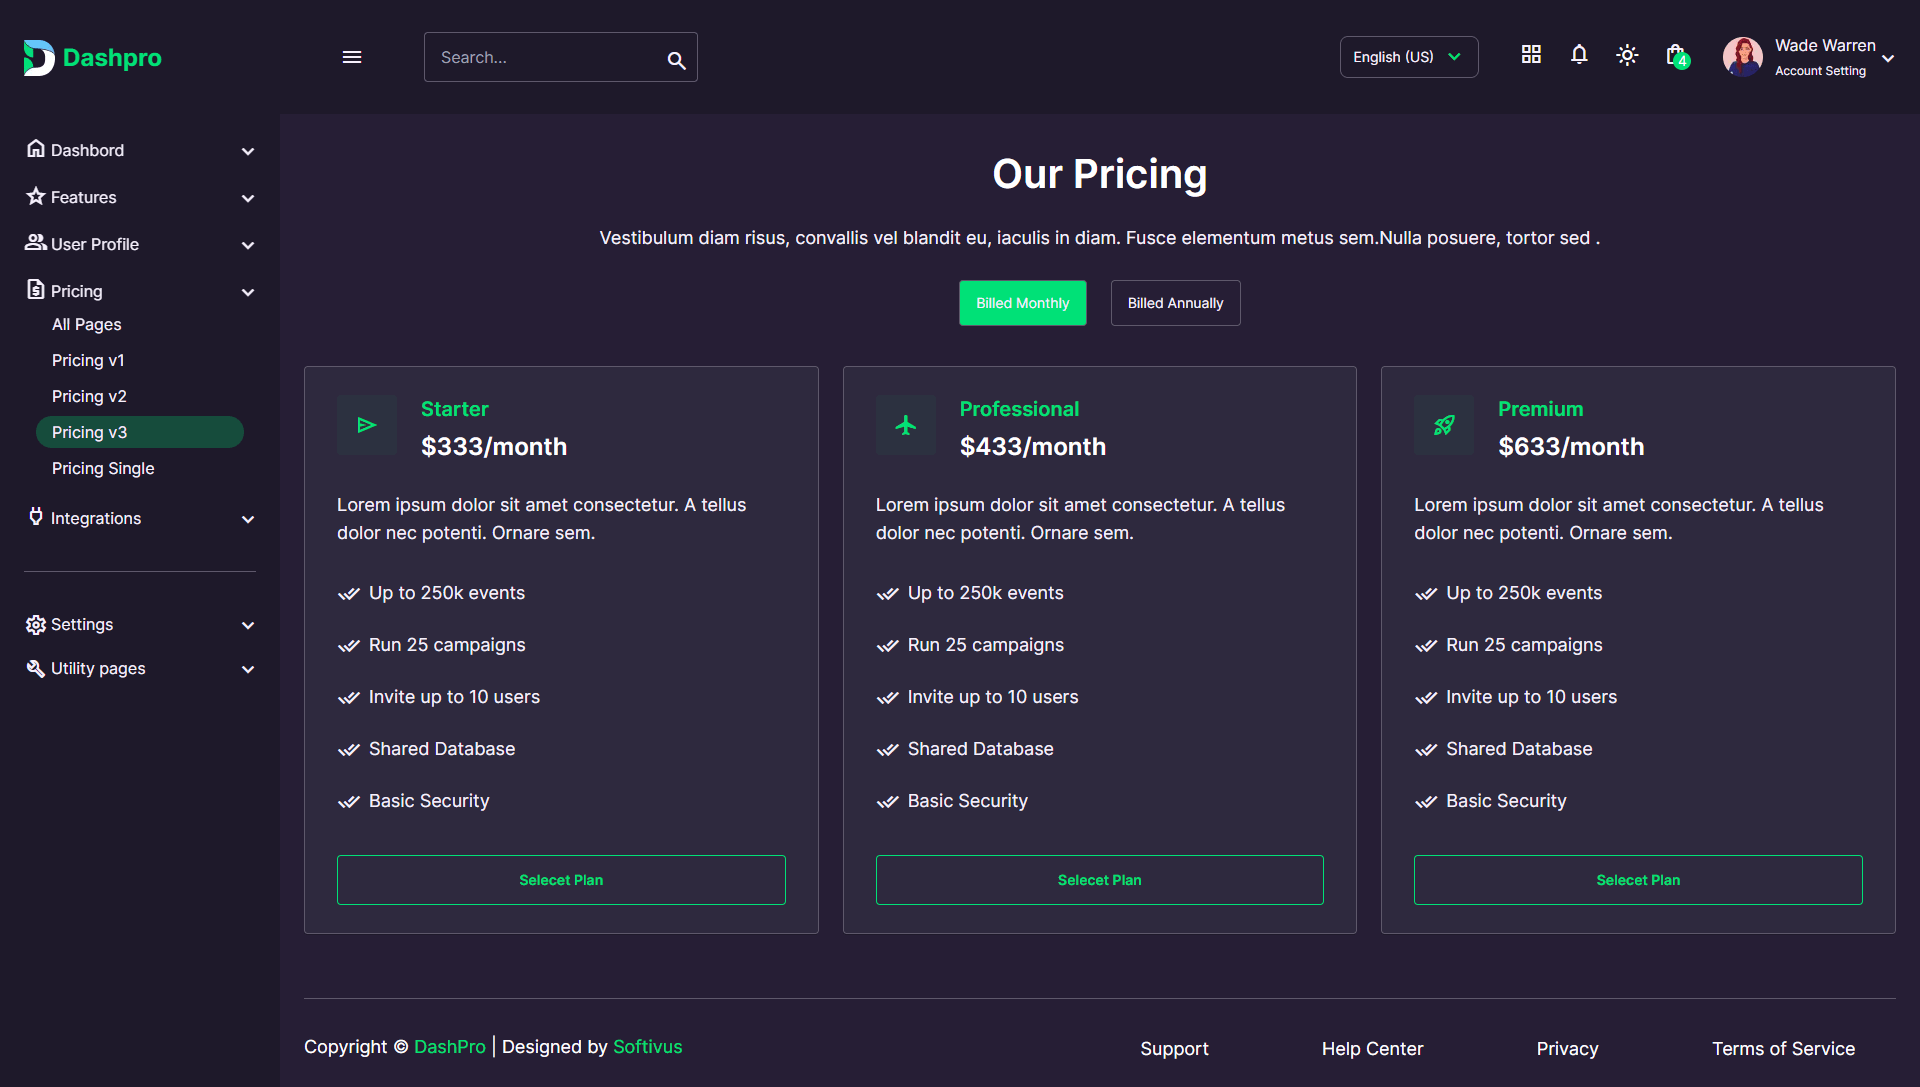 Dashpro
Search...
English (US)
4
Wade Warren
Account Setting
Dashbord
Features
User Profile
Pricing
All Pages
Pricing v1
Pricing v2
Pricing v3
Pricing Single
Integrations
Settings
Utility pages
Our Pricing
Vestibulum diam risus, convallis vel blandit eu, iaculis in diam. Fusce elementum metus sem.Nulla posuere, tortor sed .
Billed Monthly
Billed Annually
Starter
$333/month
Lorem ipsum dolor sit amet consectetur. A tellus
dolor nec potenti. Ornare sem.
Up to 250k events
Run 25 campaigns
Invite up to 10 users
Shared Database
Basic Security
Selecet Plan
Professional
$433/month
Lorem ipsum dolor sit amet consectetur. A tellus
dolor nec potenti. Ornare sem.
Up to 250k events
Run 25 campaigns
Invite up to 10 users
Shared Database
Basic Security
Selecet Plan
Premium
$633/month
Lorem ipsum dolor sit amet consectetur. A tellus
dolor nec potenti. Ornare sem.
Up to 250k events
Run 25 campaigns
Invite up to 10 users
Shared Database
Basic Security
Selecet Plan
Copyright © DashPro | Designed by Softivus
Support
Help Center
Privacy
Terms of Service